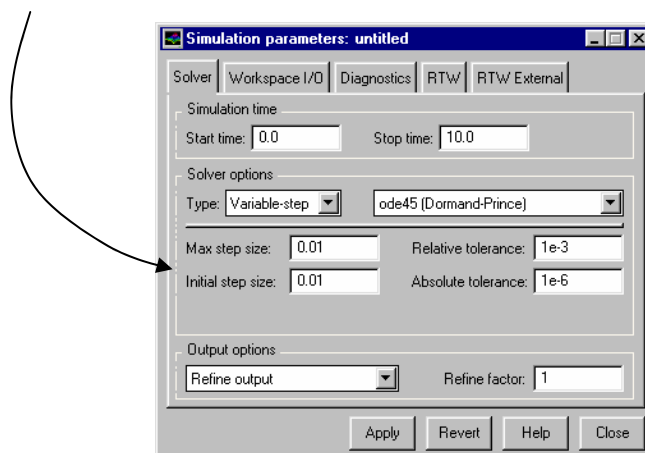 Simulation parameters: untitled
Solver Workspace I/O Diagnostics RTW RTW External
Simulation time
Start time: 0.0 Stop time: 10.0
Solver options
Type: Variable-step ode45 (Dormand-Prince)
Max step size: 0.01 Relative tolerance: 1e-3
Initial step size: 0.01 Absolute tolerance: 1e-6
Output options
Refine output Refine factor: 1
Apply Revert Help Close